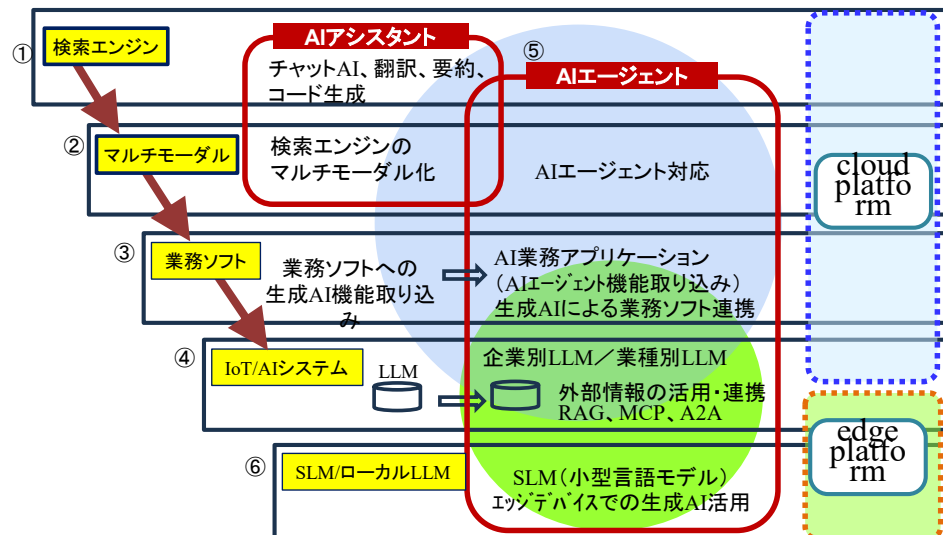 ①
検索エンジン
AIアシスタント
チャットAI、翻訳、要約、
コード生成
⑤
AIエージェント
②
マルチモーダル
検索エンジンの
マルチモーダル化
AIエージェント対応
cloud
platfo
rm
③
業務ソフト
業務ソフトへの
生成AI機能取り込
み
AI業務アプリケーション
（AIエージェント機能取り込み）
生成AIによる業務ソフト連携
④
IoT/AIシステム
LLM
企業別LLM／業種別LLM
外部情報の活用・連携
RAG、MCP、A2A
edge
platfo
rm
⑥
SLM/ローカルLLM
SLM（小型言語モデル）
エッジデバイスでの生成AI活用